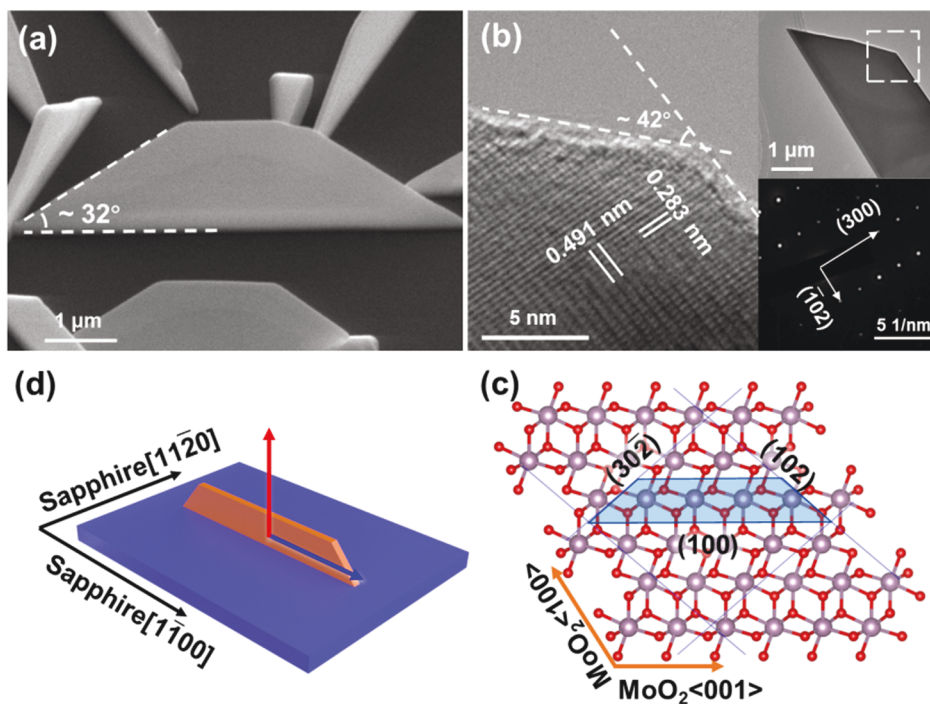 (a)
~ 32°
1 µm
(b)
~ 42°
0.283 nm
0.491 nm
5 nm
1 µm
(300)
(1̄02)
5 1/nm
(d)
Sapphire[112̄0]
Sapphire[11̄00]
(c)
(302̄)
(102)
(100)
MoO₂<100>
MoO₂<001>